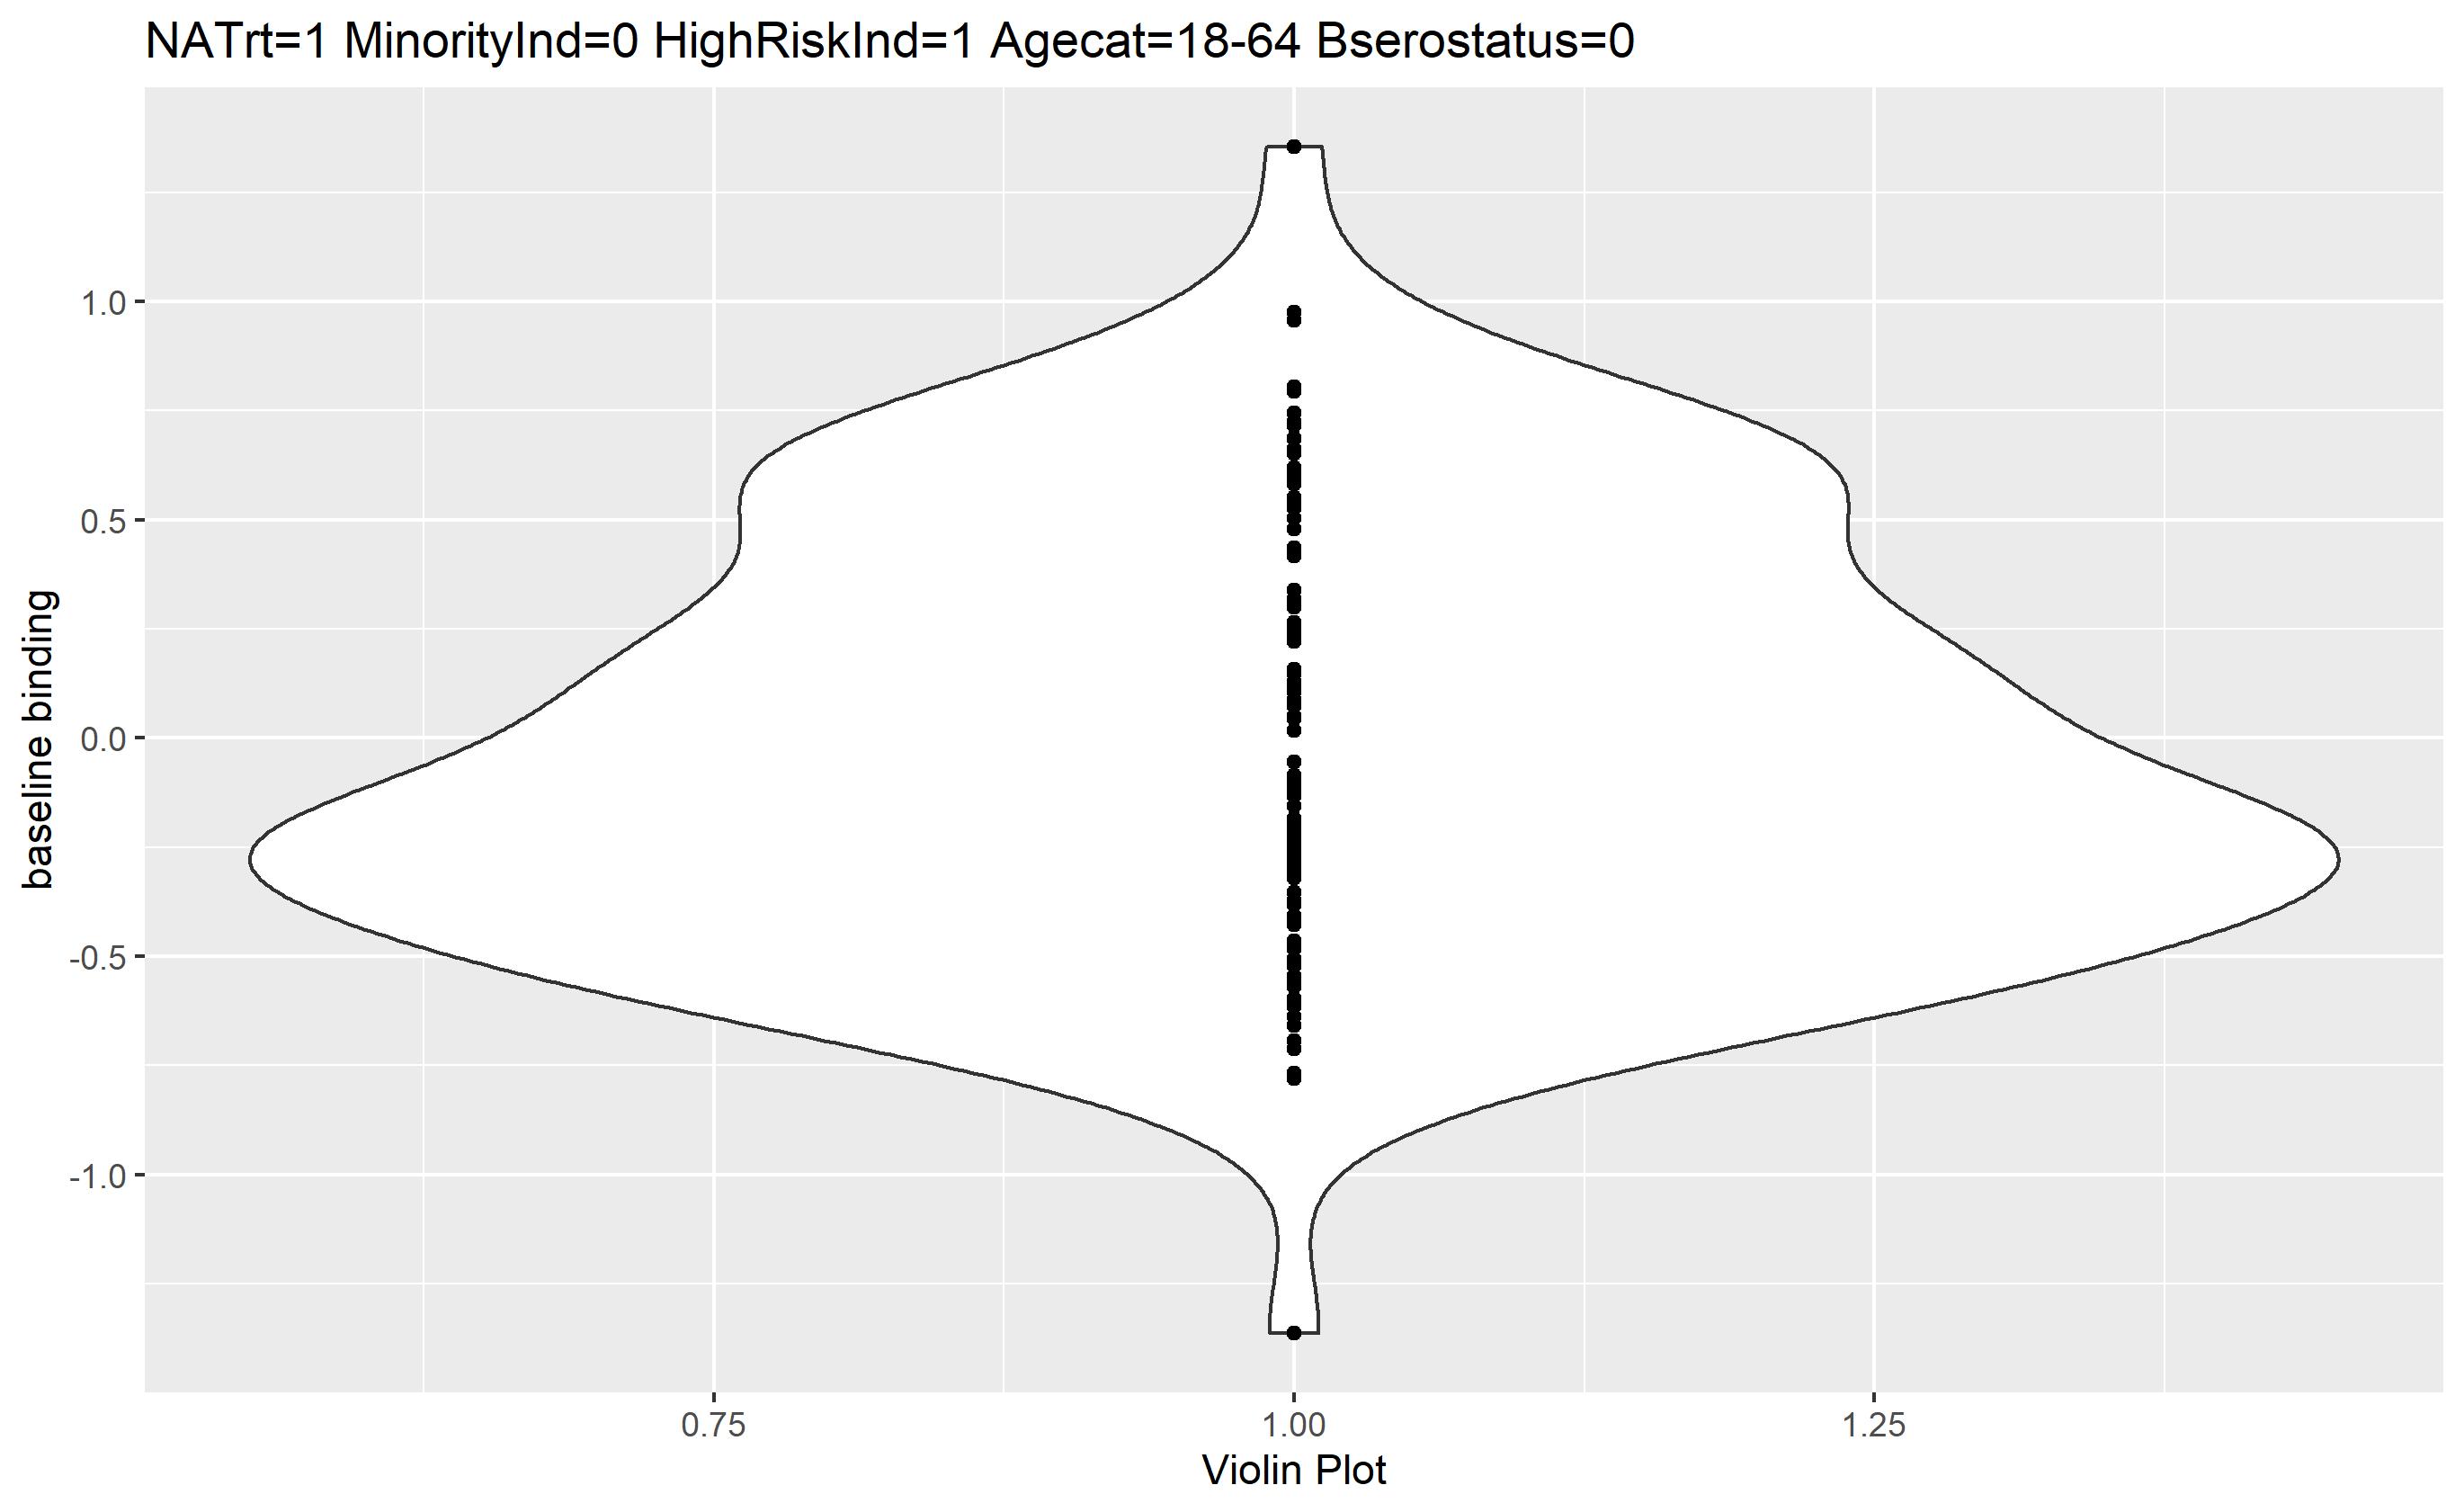 NATrt=1 MinorityInd=0 HighRiskInd=1 Agecat=18-64 Bserostatus=0
baseline binding
1.0
0.5
0.0
-0.5
-1.0
0.75 1.00 1.25
Violin Plot